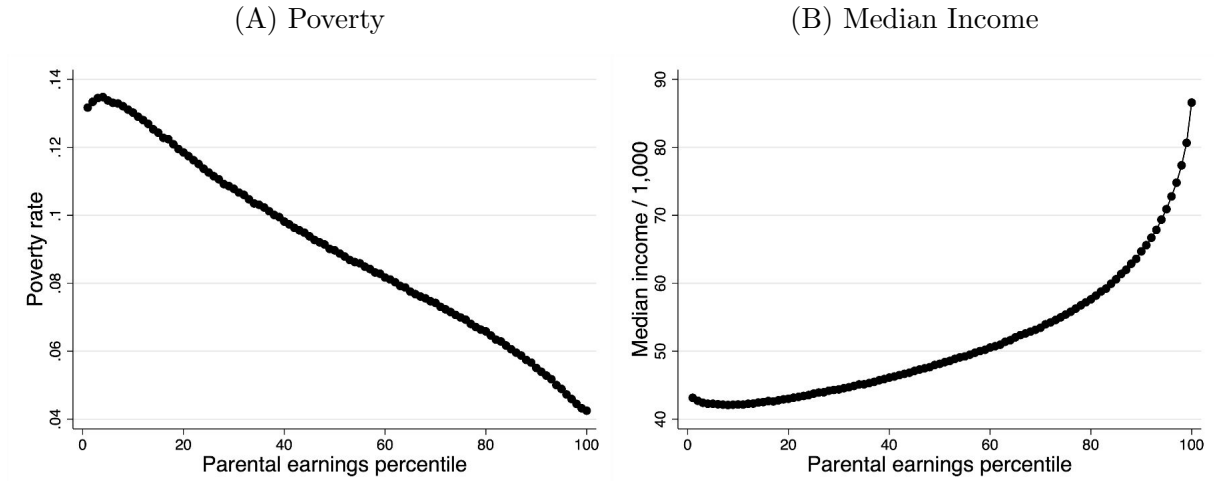 (A) Poverty
.14
.12
.1
.08
.06
.04
Poverty rate
0 20 40 60 80 100
Parental earnings percentile
(B) Median Income
90
80
70
60
50
40
Median income / 1,000
0 20 40 60 80 100
Parental earnings percentile